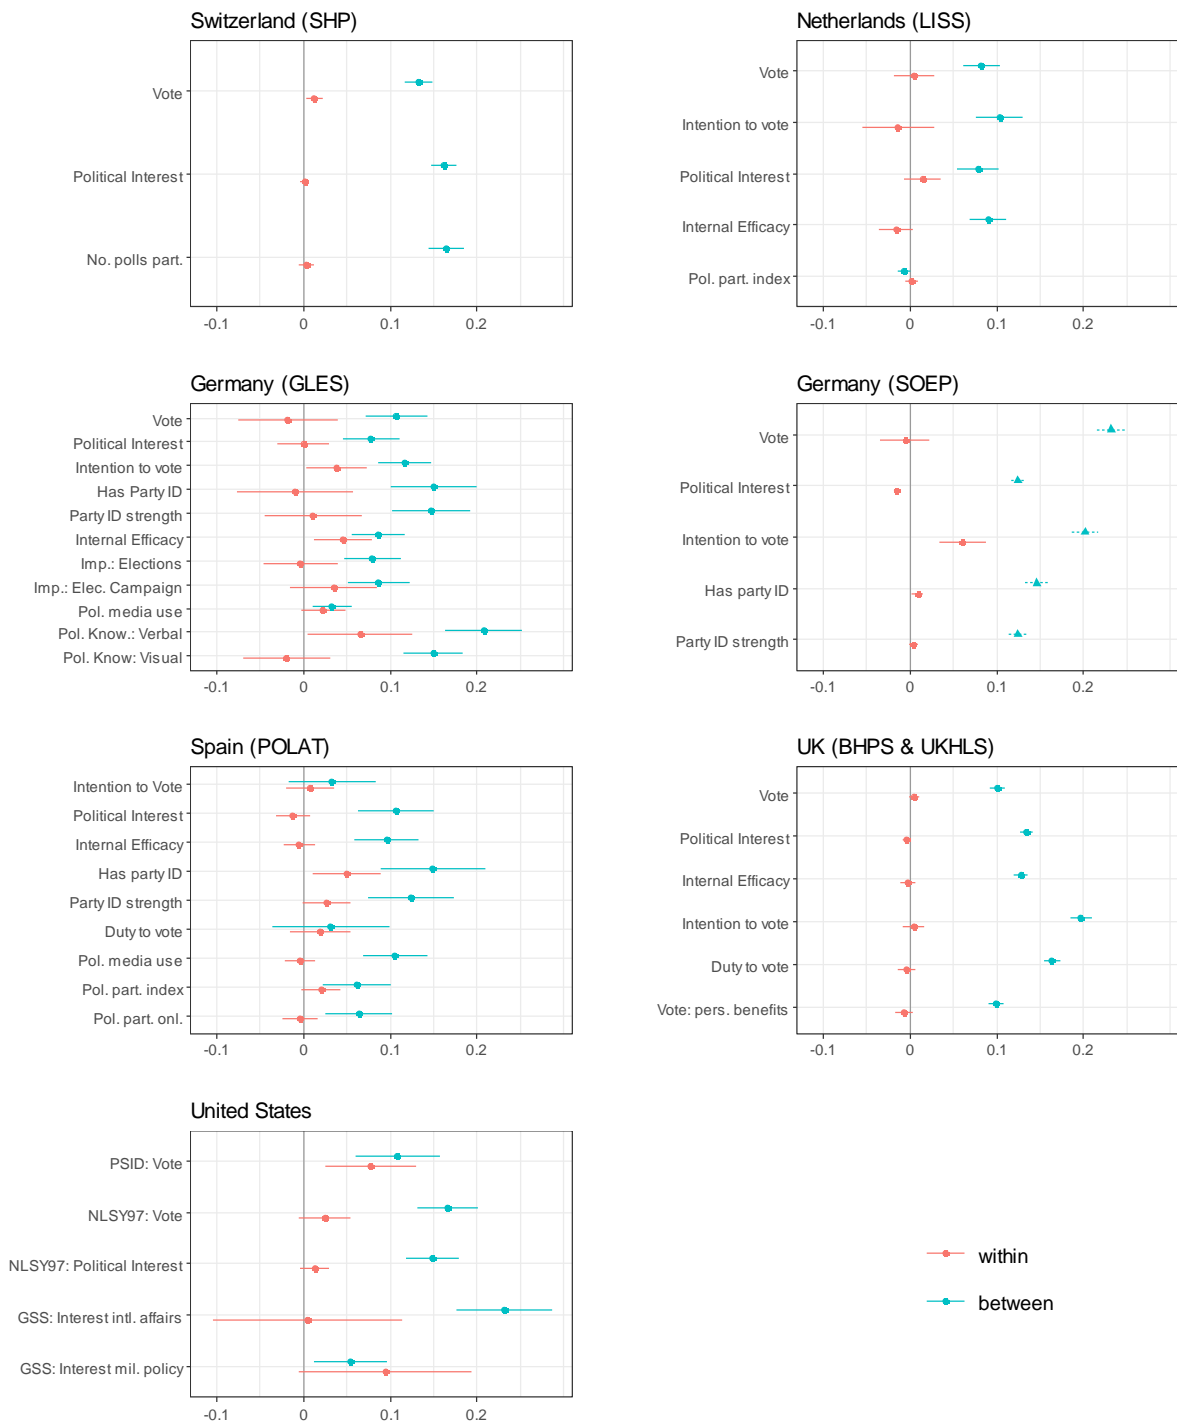 Switzerland (SHP)
Vote
Political Interest
No. polls part.
-0.1 0 0.1 0.2
Netherlands (LISS)
Vote
Intention to vote
Political Interest
Internal Efficacy
Pol. part. index
-0.1 0 0.1 0.2
Germany (GLES)
Vote
Political Interest
Intention to vote
Has Party ID
Party ID strength
Internal Efficacy
Imp.: Elections
Imp.: Elec. Campaign
Pol. media use
Pol. Know.: Verbal
Pol. Know: Visual
-0.1 0 0.1 0.2
Germany (SOEP)
Vote
Political Interest
Intention to vote
Has party ID
Party ID strength
-0.1 0 0.1 0.2
Spain (POLAT)
Intention to Vote
Political Interest
Internal Efficacy
Has party ID
Party ID strength
Duty to vote
Pol. media use
Pol. part. index
Pol. part. onl.
-0.1 0 0.1 0.2
UK (BHPS & UKHLS)
Vote
Political Interest
Internal Efficacy
Intention to vote
Duty to vote
Vote: pers. benefits
-0.1 0 0.1 0.2
United States
PSID: Vote
NLSY97: Vote
NLSY97: Political Interest
GSS: Interest intl. affairs
GSS: Interest mil. policy
-0.1 0 0.1 0.2
within
between